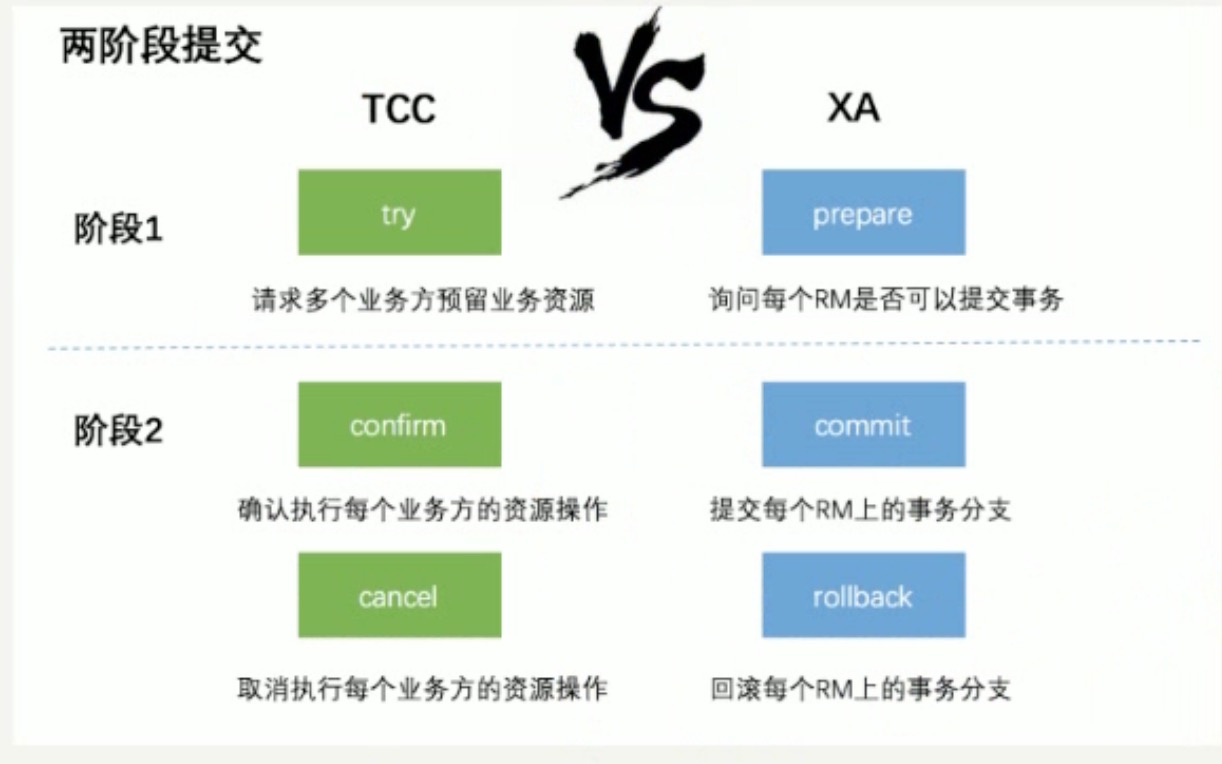 两阶段提交
VS
TCC
XA
阶段1
try
prepare
请求多个业务方预留业务资源
询问每个RM是否可以提交事务
阶段2
confirm
commit
确认执行每个业务方的资源操作
提交每个RM上的事务分支
cancel
rollback
取消执行每个业务方的资源操作
回滚每个RM上的事务分支